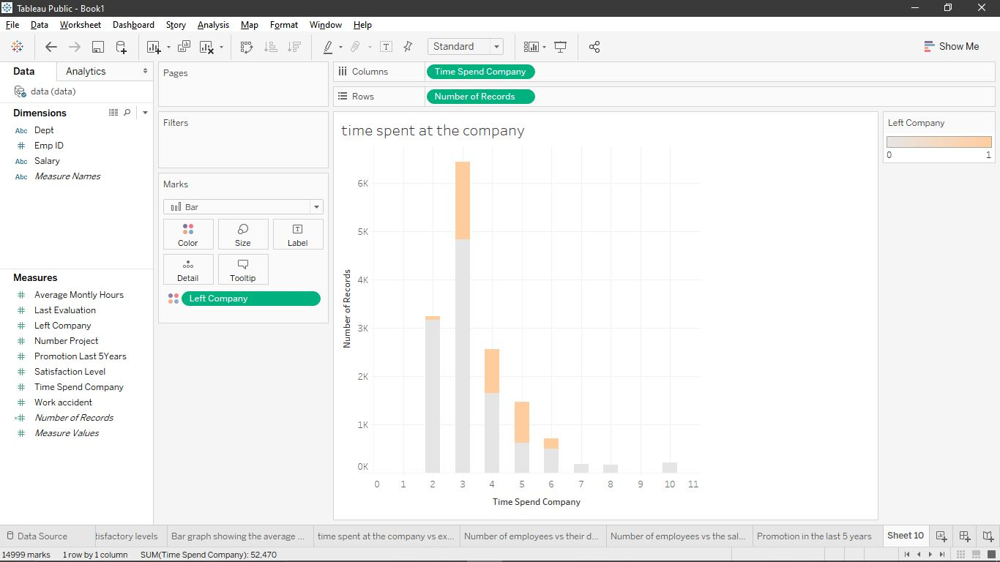 Tableau Public - Book1
File Data Worksheet Dashboard Story Analysis Map Format Window Help
Standard
Show Me
Data Analytics
data (data)
Dimensions
Abc Dept
# Emp ID
Abc Salary
Abc Measure Names
Measures
# Average Montly Hours
# Last Evaluation
# Left Company
# Number Project
# Promotion Last 5Years
# Satisfaction Level
# Time Spend Company
# Work accident
=# Number of Records
# Measure Values
Pages
Filters
Marks
Bar
Color Size Label
Detail Tooltip
Left Company
Columns Time Spend Company
Rows Number of Records
time spent at the company
Number of Records
6K
5K
4K
3K
2K
1K
0K
0 1 2 3 4 5 6 7 8 9 10 11
Time Spend Company
Left Company
0 1
Data Source tisfactory levels Bar graph showing the average ... time spent at the company vs ex... Number of employees vs their d... Number of employees vs the sal... Promotion in the last 5 years Sheet 10
14999 marks 1 row by 1 column SUM(Time Spend Company): 52,470